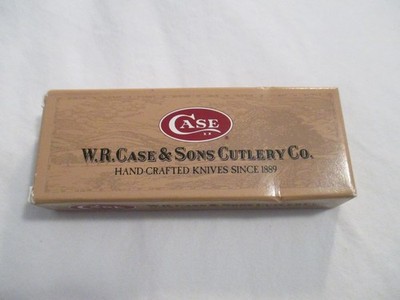 CASE
W.R. CASE & SONS CUTLERY CO.
HAND-CRAFTED KNIVES SINCE 1889